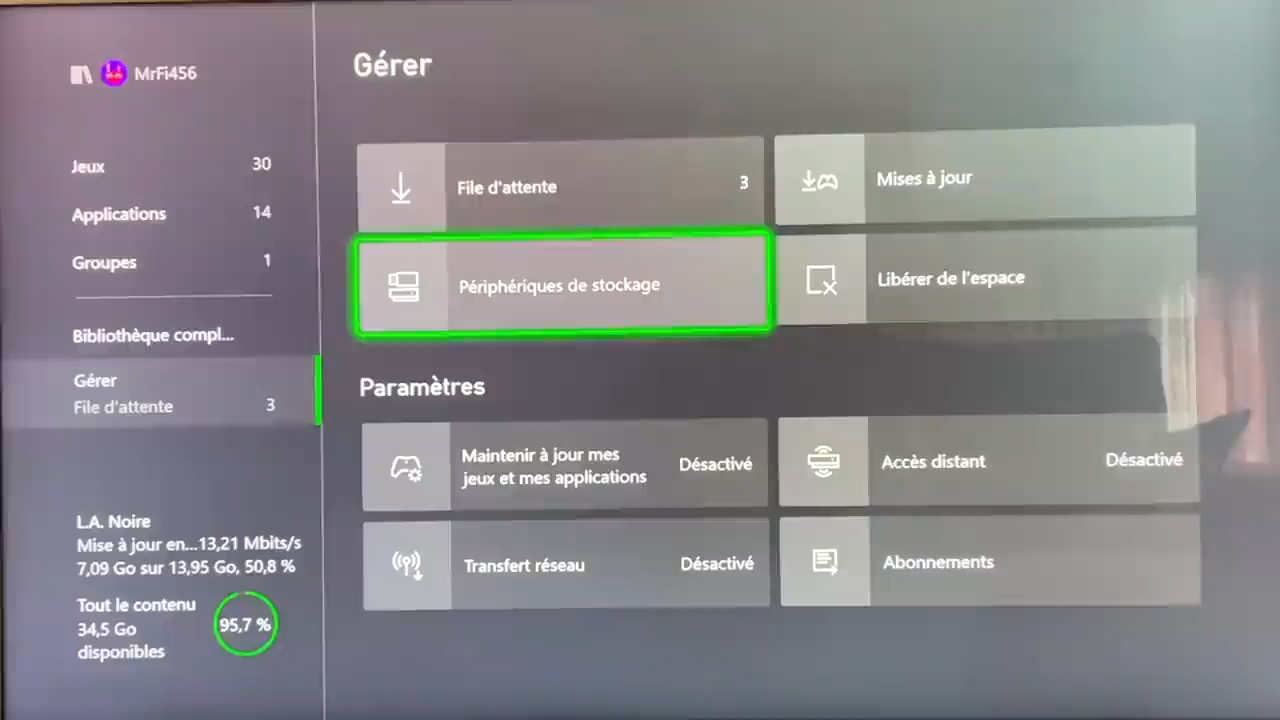 MrFi456
Jeux 30
Applications 14
Groupes 1
Bibliothèque compl...
Gérer
File d'attente 3
L.A. Noire
Mise à jour en...13,21 Mbits/s
7,09 Go sur 13,95 Go, 50,8 %
Tout le contenu
34,5 Go
disponibles
95,7 %
Gérer
File d'attente 3
Mises à jour
Périphériques de stockage
Libérer de l'espace
Paramètres
Maintenir à jour mes
jeux et mes applications
Désactivé
Accès distant Désactivé
Transfert réseau Désactivé
Abonnements